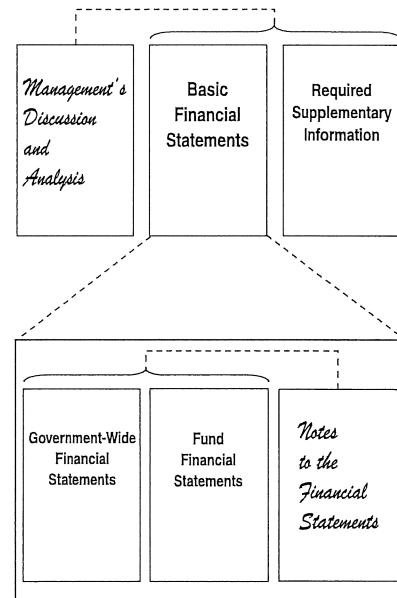 Management's
Discussion
and
Analysis
Basic
Financial
Statements
Required
Supplementary
Information
Government-Wide
Financial
Statements
Fund
Financial
Statements
Notes
to the
Financial
Statements